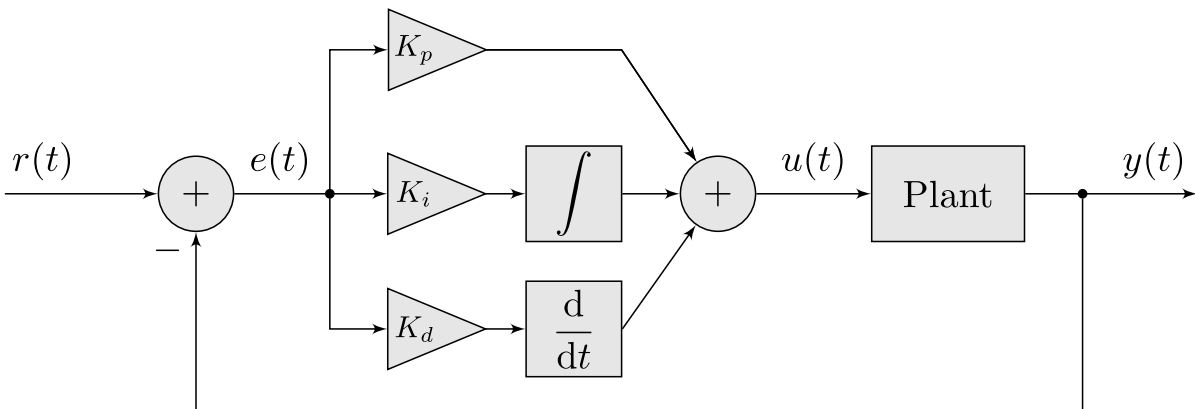 K_p
r(t)
+
e(t)
K_i
∫
+
u(t)
Plant
y(t)
−
K_d
d
dt